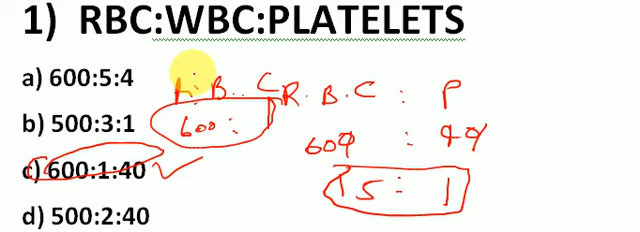 1) RBC:WBC:PLATELETS
a) 600:5:4
R.B.C : P
b) 500:3:1
600 :
600 : 40
c) 600:1:40
15 : 1
d) 500:2:40